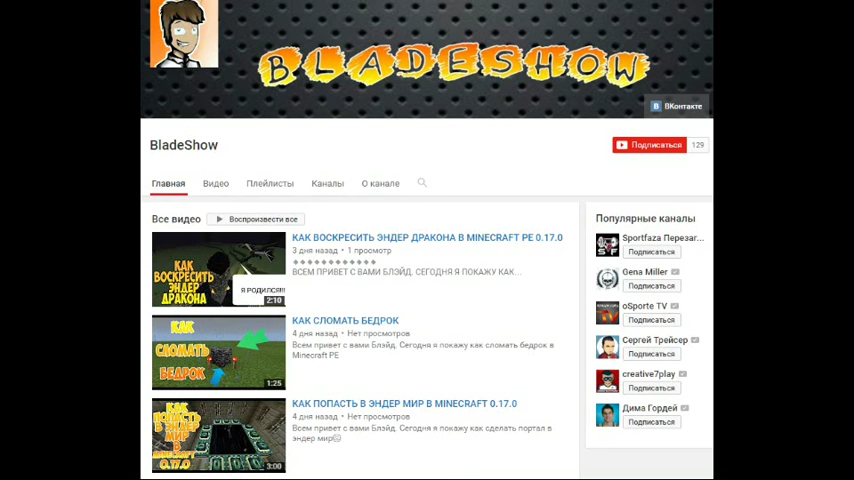 BLADESHOW
ВКонтакте
BladeShow
Подписаться 129
Главная Видео Плейлисты Каналы О канале
Все видео Воспроизвести все
КАК ВОСКРЕСИТЬ ЭНДЕР ДРАКОНА
Я РОДИЛСЯ!!!
2:10
КАК ВОСКРЕСИТЬ ЭНДЕР ДРАКОНА В MINECRAFT PE 0.17.0
3 дня назад • 1 просмотр
ВСЕМ ПРИВЕТ С ВАМИ БЛЭЙД. СЕГОДНЯ Я ПОКАЖУ КАК...
КАК СЛОМАТЬ БЕДРОК
1:25
КАК СЛОМАТЬ БЕДРОК
4 дня назад • Нет просмотров
Всем привет с вами Блэйд. Сегодня я покажу как сломать бедрок в
Minecraft PE
КАК ПОПАСТЬ В ЭНДЕР МИР В MINECRAFT 0.17.0
3:00
КАК ПОПАСТЬ В ЭНДЕР МИР В MINECRAFT 0.17.0
4 дня назад • Нет просмотров
Всем привет с вами Блэйд. Сегодня я покажу как сделать портал в
эндер мир
Популярные каналы
Sportfaza Перезаг...
Подписаться
Gena Miller
Подписаться
oSporte TV
Подписаться
Сергей Трейсер
Подписаться
creative7play
Подписаться
Дима Гордей
Подписаться